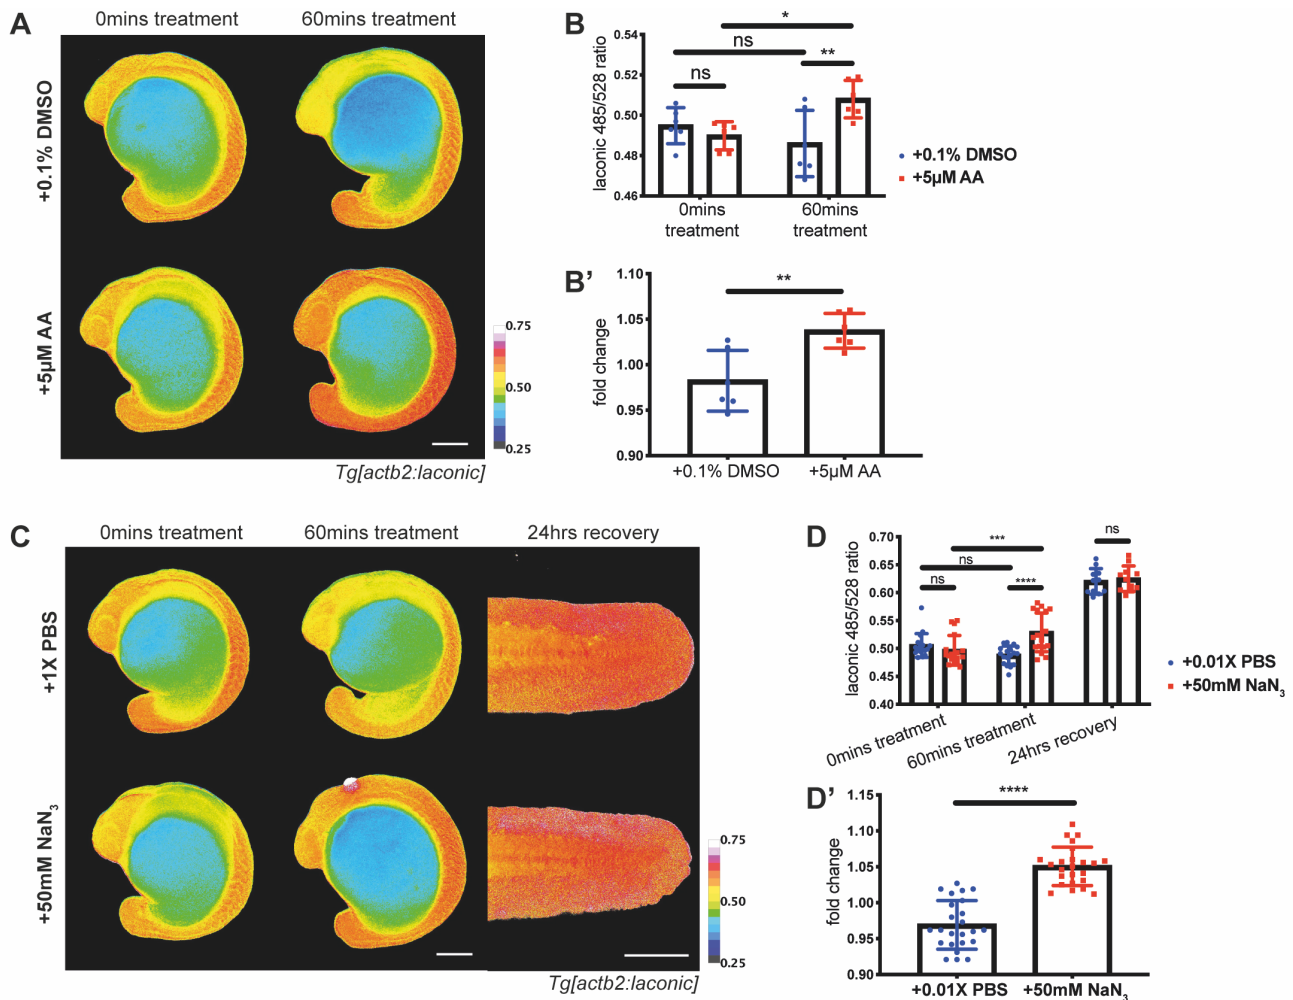 A
0mins treatment
60mins treatment
+0.1% DMSO
+5µM AA
0.75
0.50
0.25
Tg[actb2:laconic]
B
laconic 485/528 ratio
0.54
0.52
0.50
0.48
0.46
*
ns
**
ns
0mins
treatment
60mins
treatment
+0.1% DMSO
+5µM AA
B’
fold change
1.10
1.05
1.00
0.95
0.90
**
+0.1% DMSO
+5µM AA
C
0mins treatment
60mins treatment
24hrs recovery
+1X PBS
+50mM NaN3
0.75
0.50
0.25
Tg[actb2:laconic]
D
laconic 485/528 ratio
0.70
0.65
0.60
0.55
0.50
0.45
0.40
ns
***
ns
ns
****
0mins treatment
60mins treatment
24hrs recovery
+0.01X PBS
+50mM NaN3
D’
fold change
1.15
1.10
1.05
1.00
0.95
0.90
****
+0.01X PBS
+50mM NaN3